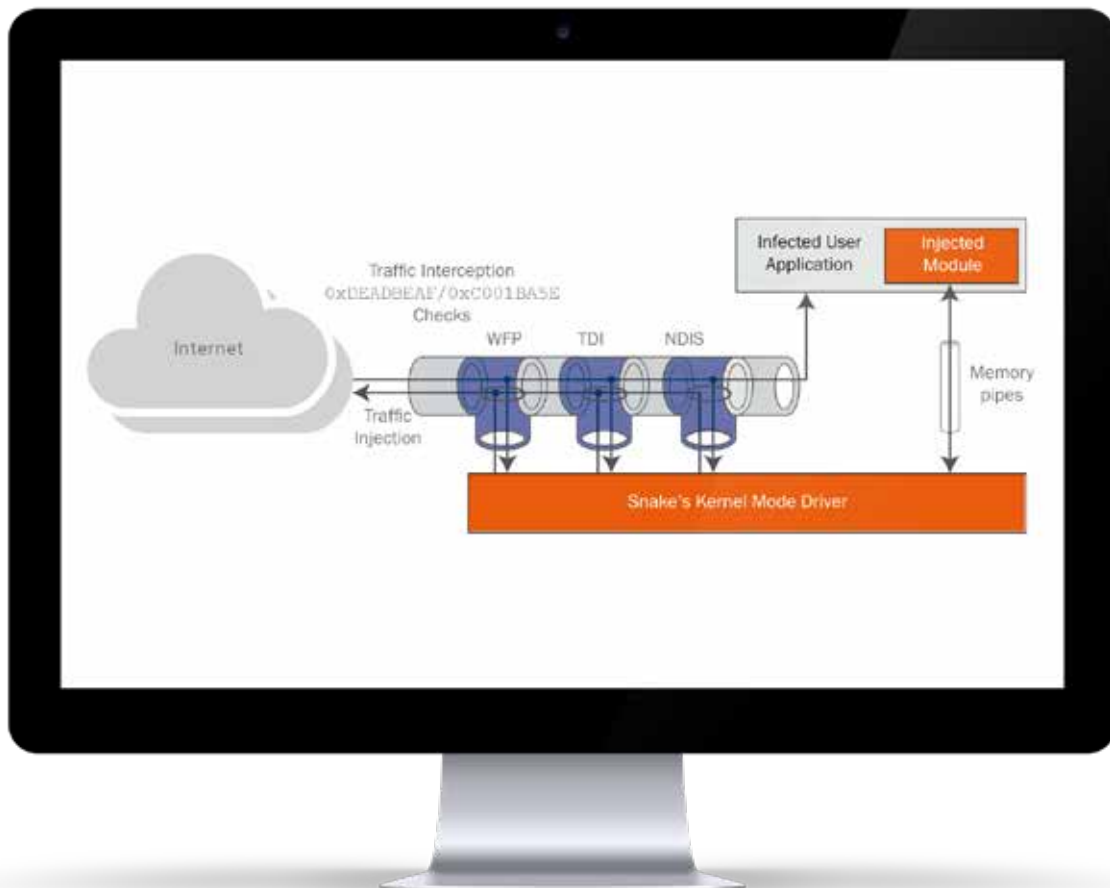 Infected User
Application
Injected
Module
Traffic Interception
0xDEADBEAF/0xC001BA5E
Checks
WFP
TDI
NDIS
Internet
Memory
pipes
Traffic
Injection
Snake's Kernel Mode Driver